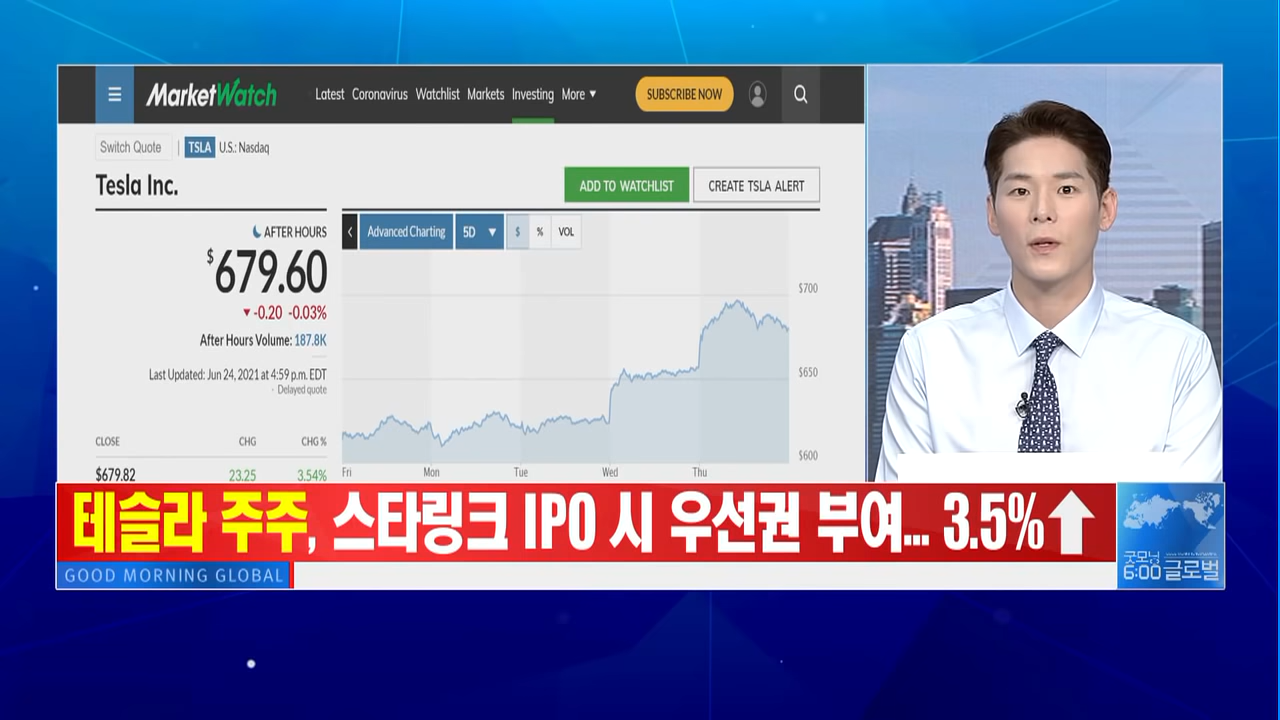 MarketWatch
Latest Coronavirus Watchlist Markets Investing More ▼
SUBSCRIBE NOW
Switch Quote | TSLA U.S.: Nasdaq
Tesla Inc.
ADD TO WATCHLIST
CREATE TSLA ALERT
AFTER HOURS
$679.60
▼ -0.20 -0.03%
After Hours Volume: 187.8K
Last Updated: Jun 24, 2021 at 4:59 p.m. EDT
- Delayed quote
CLOSE CHG CHG %
$679.82 23.25 3.54%
< Advanced Charting 5D ▼ $ % VOL
$700
$650
$600
Fri Mon Tue Wed Thu
테슬라 주주, 스타링크 IPO 시 우선권 부여... 3.5%↑
GOOD MORNING GLOBAL
굿모닝
6:00 글로벌